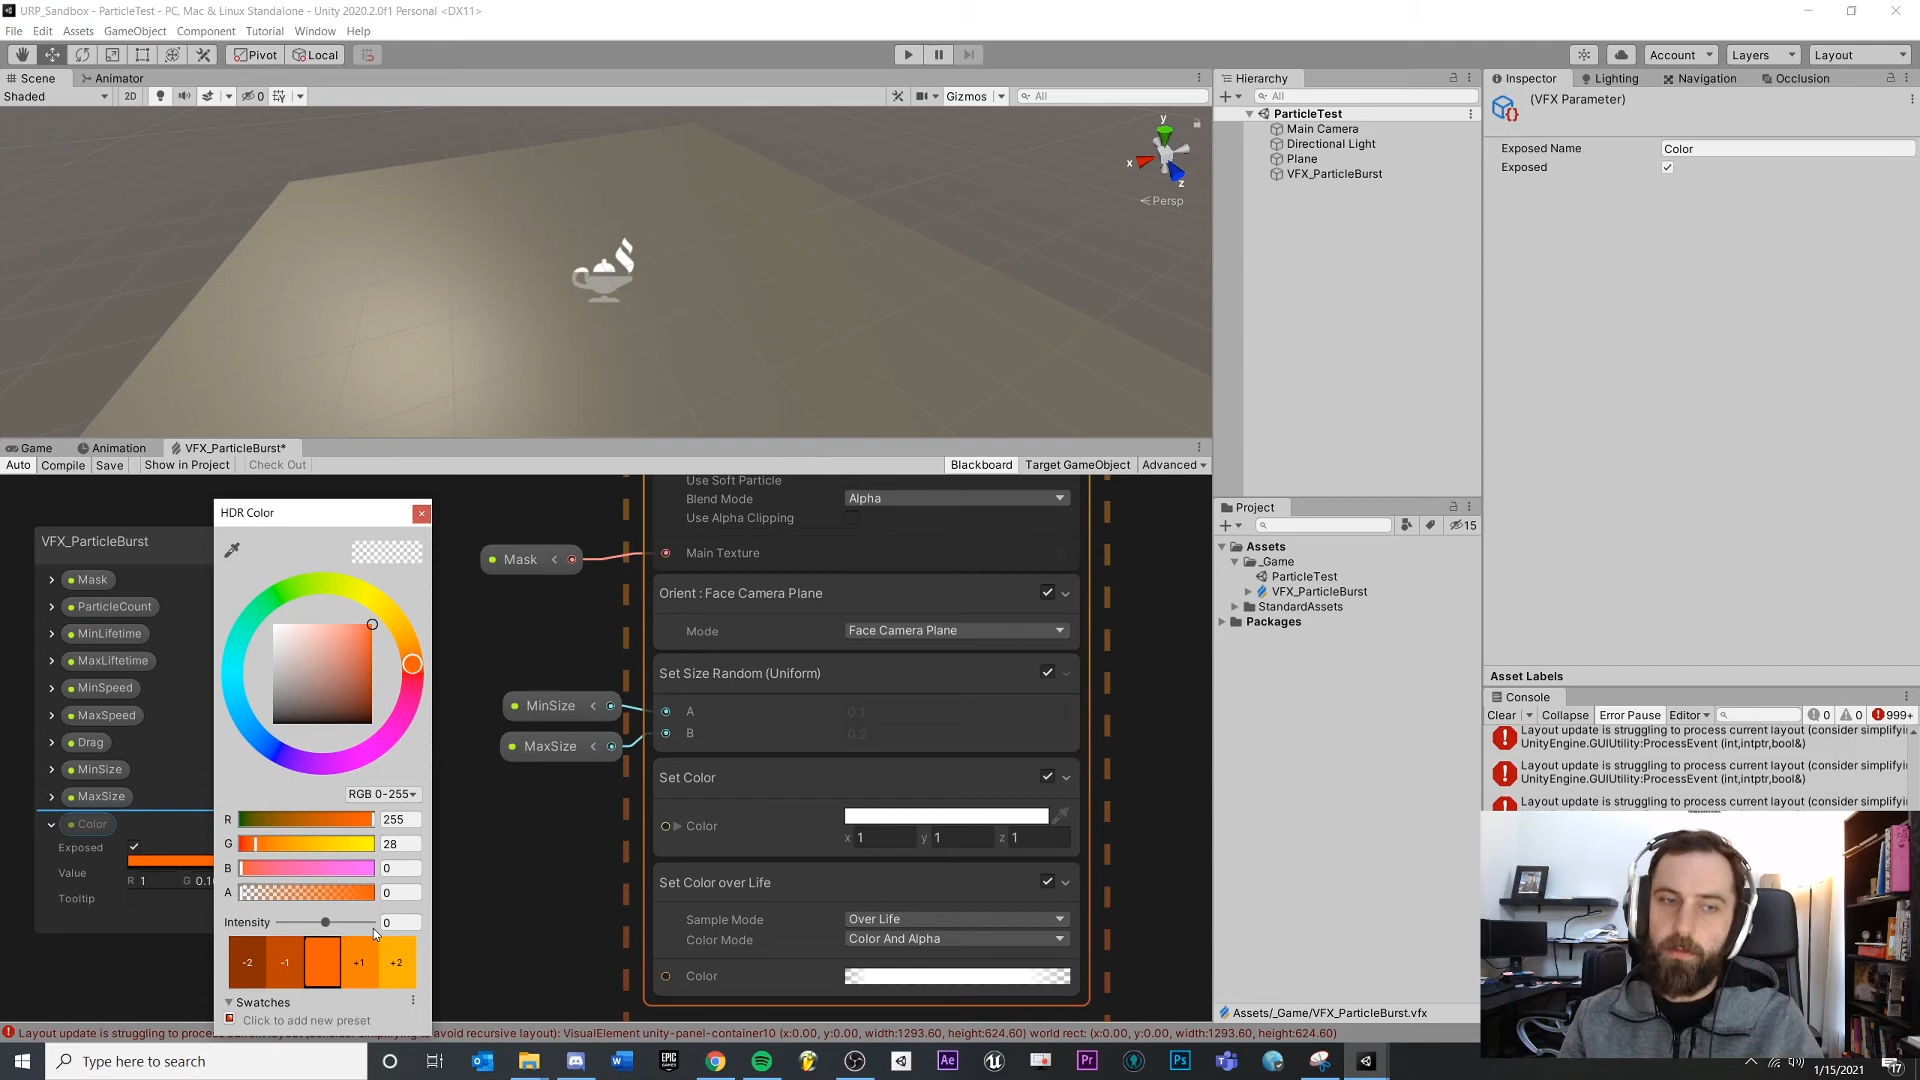 URP_Sandbox - ParticleTest - PC, Mac & Linux Standalone - Unity 2020.2.0f1 Personal <DX11>
File Edit Assets GameObject Component Tutorial Window Help
Pivot Local Account Layers Layout
Scene Animator
Shaded 2D 0 Gizmos All
y
x
z
Persp
Hierarchy
All
ParticleTest
Main Camera
Directional Light
Plane
VFX_ParticleBurst
Inspector Lighting Navigation Occlusion
(VFX Parameter)
Exposed Name Color
Exposed
Game Animation VFX_ParticleBurst*
Auto Compile Save Show in Project Check Out Blackboard Target GameObject Advanced
VFX_ParticleBurst
Mask
ParticleCount
MinLifetime
MaxLiftetime
MinSpeed
MaxSpeed
Drag
MinSize
MaxSize
Color
Exposed
Value
R 1 G
Tooltip
HDR Color
RGB 0-255
R 255
G 28
B 0
A 0
Intensity 0
-2 -1 +1 +2
Swatches
Click to add new preset
Mask
MinSize
MaxSize
Use Soft Particle
Blend Mode Alpha
Use Alpha Clipping
Main Texture
Orient : Face Camera Plane
Mode Face Camera Plane
Set Size Random (Uniform)
A 0.1
B 0.2
Set Color
Color
x 1 y 1 z 1
Set Color over Life
Sample Mode Over Life
Color Mode Color And Alpha
Color
Project
15
Assets
_Game
ParticleTest
VFX_ParticleBurst
StandardAssets
Packages
Assets/_Game/VFX_ParticleBurst.vfx
Asset Labels
Console
Clear Collapse Error Pause Editor 0 0 999+
Layout update is struggling to process current layout (consider simplifyi
UnityEngine.GUIUtility:ProcessEvent (int,intptr,bool&)
Layout update is struggling to process current layout (consider simplifyi
UnityEngine.GUIUtility:ProcessEvent (int,intptr,bool&)
Layout update is struggling to process current layout (consider simplifyi
Layout update is struggling to proces avoid recursive layout): VisualElement unity-panel-container10 (x:0.00, y:0.00, width:1293.60, height:624.60) world rect: (x:0.00, y:0.00, width:1293.60, height:624.60)
Type here to search
EPIC GAMES Ae Pr Ps
1/15/2021
17